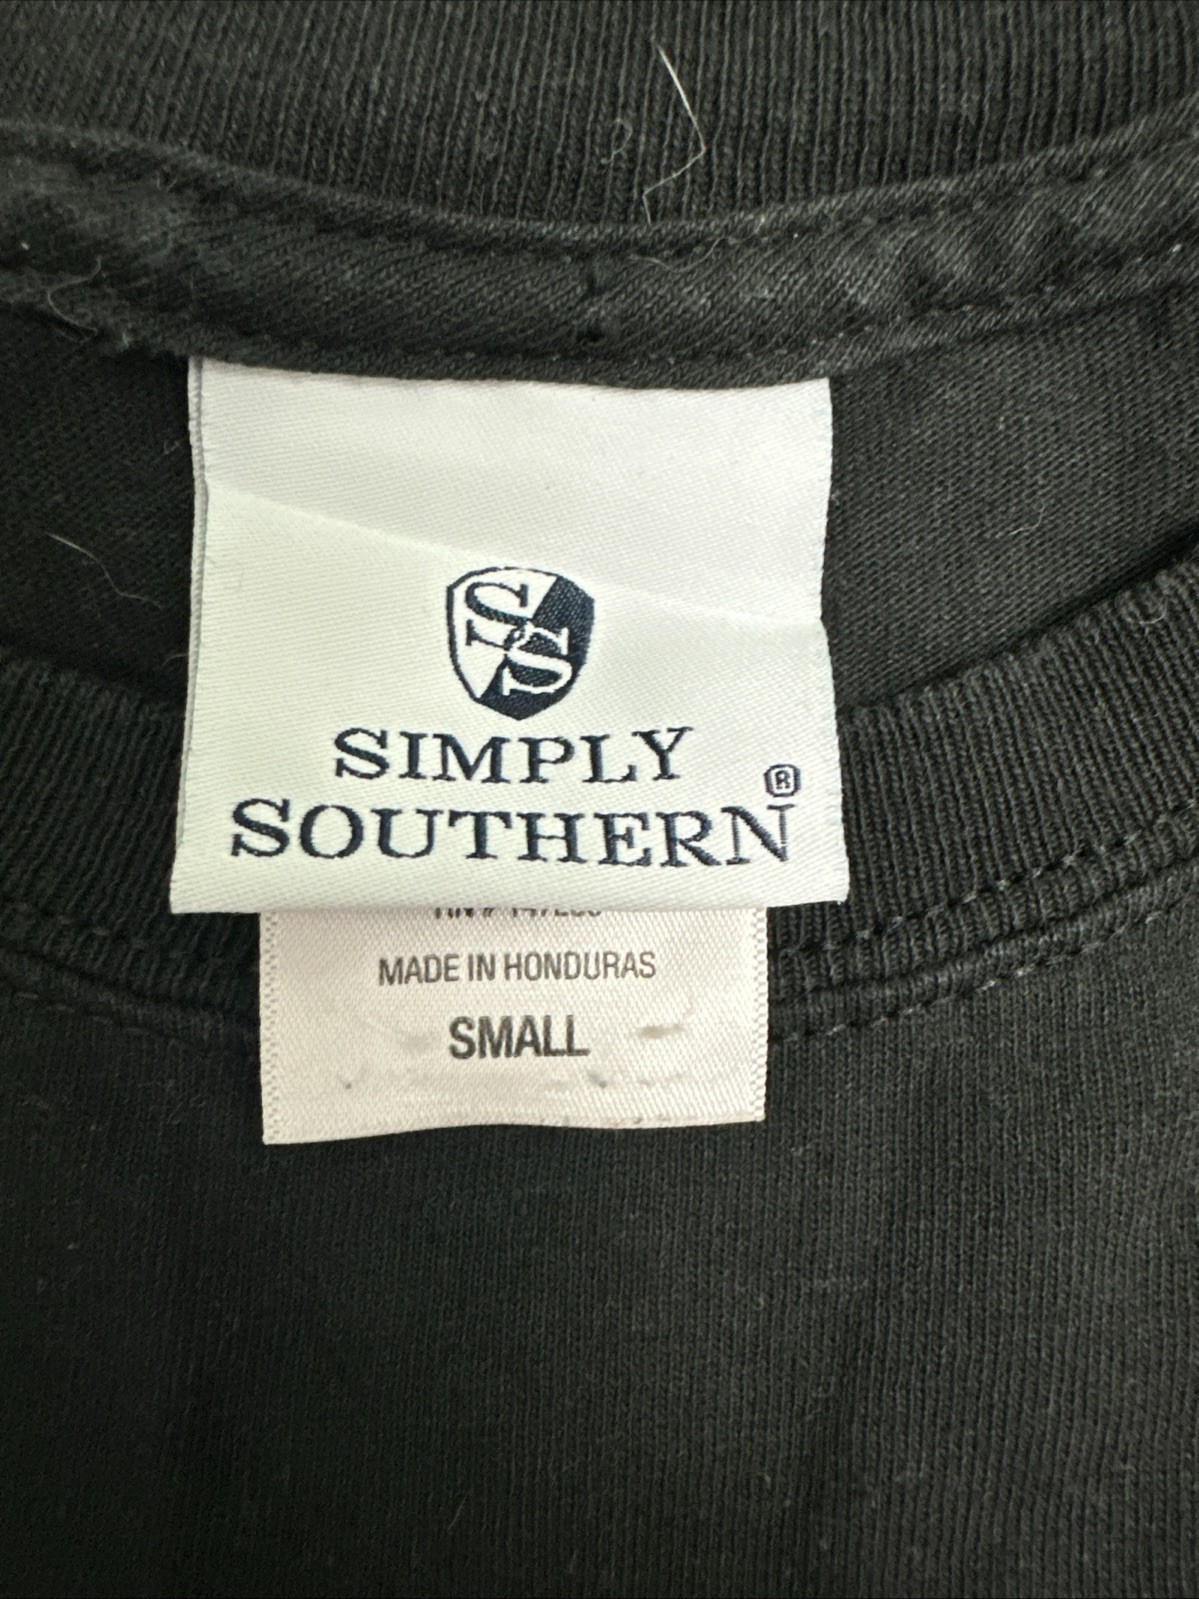 SS
SIMPLY
SOUTHERN®
MADE IN HONDURAS
SMALL